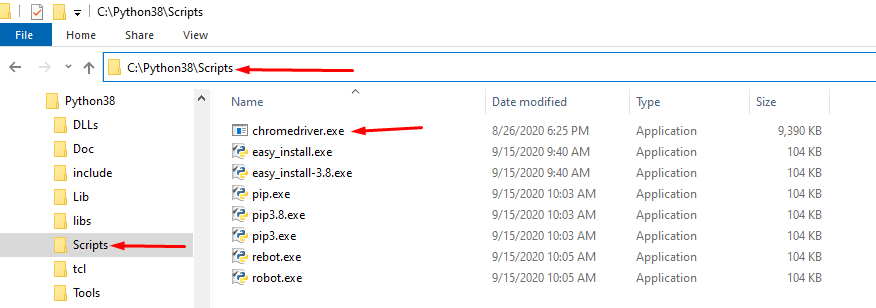 C:\Python38\Scripts
File Home Share View
C:\Python38\Scripts
Python38
DLLs
Doc
include
Lib
libs
Scripts
tcl
Tools
Name Date modified Type Size
chromedriver.exe 8/26/2020 6:25 PM Application 9,390 KB
easy_install.exe 9/15/2020 9:40 AM Application 104 KB
easy_install-3.8.exe 9/15/2020 9:40 AM Application 104 KB
pip.exe 9/15/2020 10:03 AM Application 104 KB
pip3.8.exe 9/15/2020 10:03 AM Application 104 KB
pip3.exe 9/15/2020 10:03 AM Application 104 KB
rebot.exe 9/15/2020 10:05 AM Application 104 KB
robot.exe 9/15/2020 10:05 AM Application 104 KB